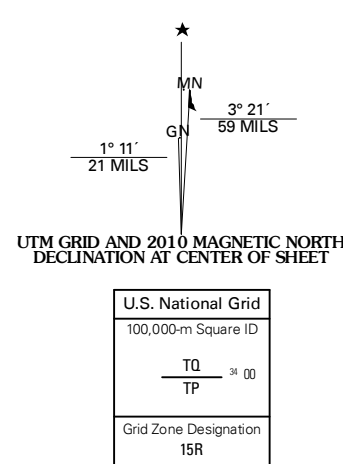 ★
MN
3° 21´
59 MILS
GN
1° 11´
21 MILS
UTM GRID AND 2010 MAGNETIC NORTH
DECLINATION AT CENTER OF SHEET
U.S. National Grid
100,000-m Square ID
TQ
34 00
TP
Grid Zone Designation
15R